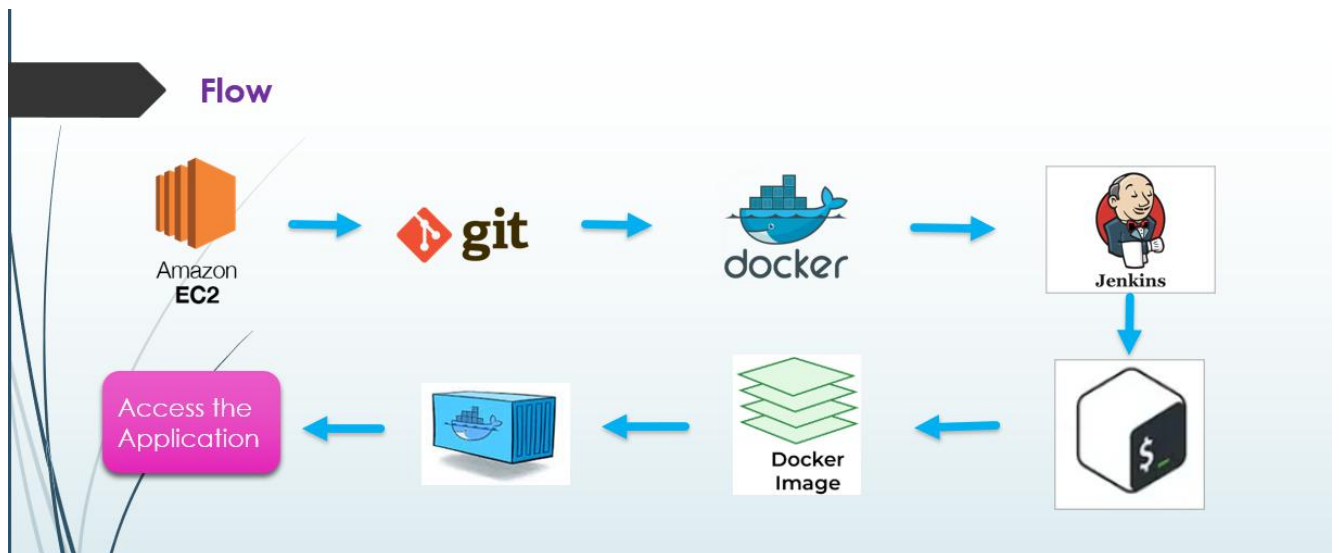 Flow
Amazon
EC2
git
docker
Jenkins
Access the
Application
Docker
Image
$_